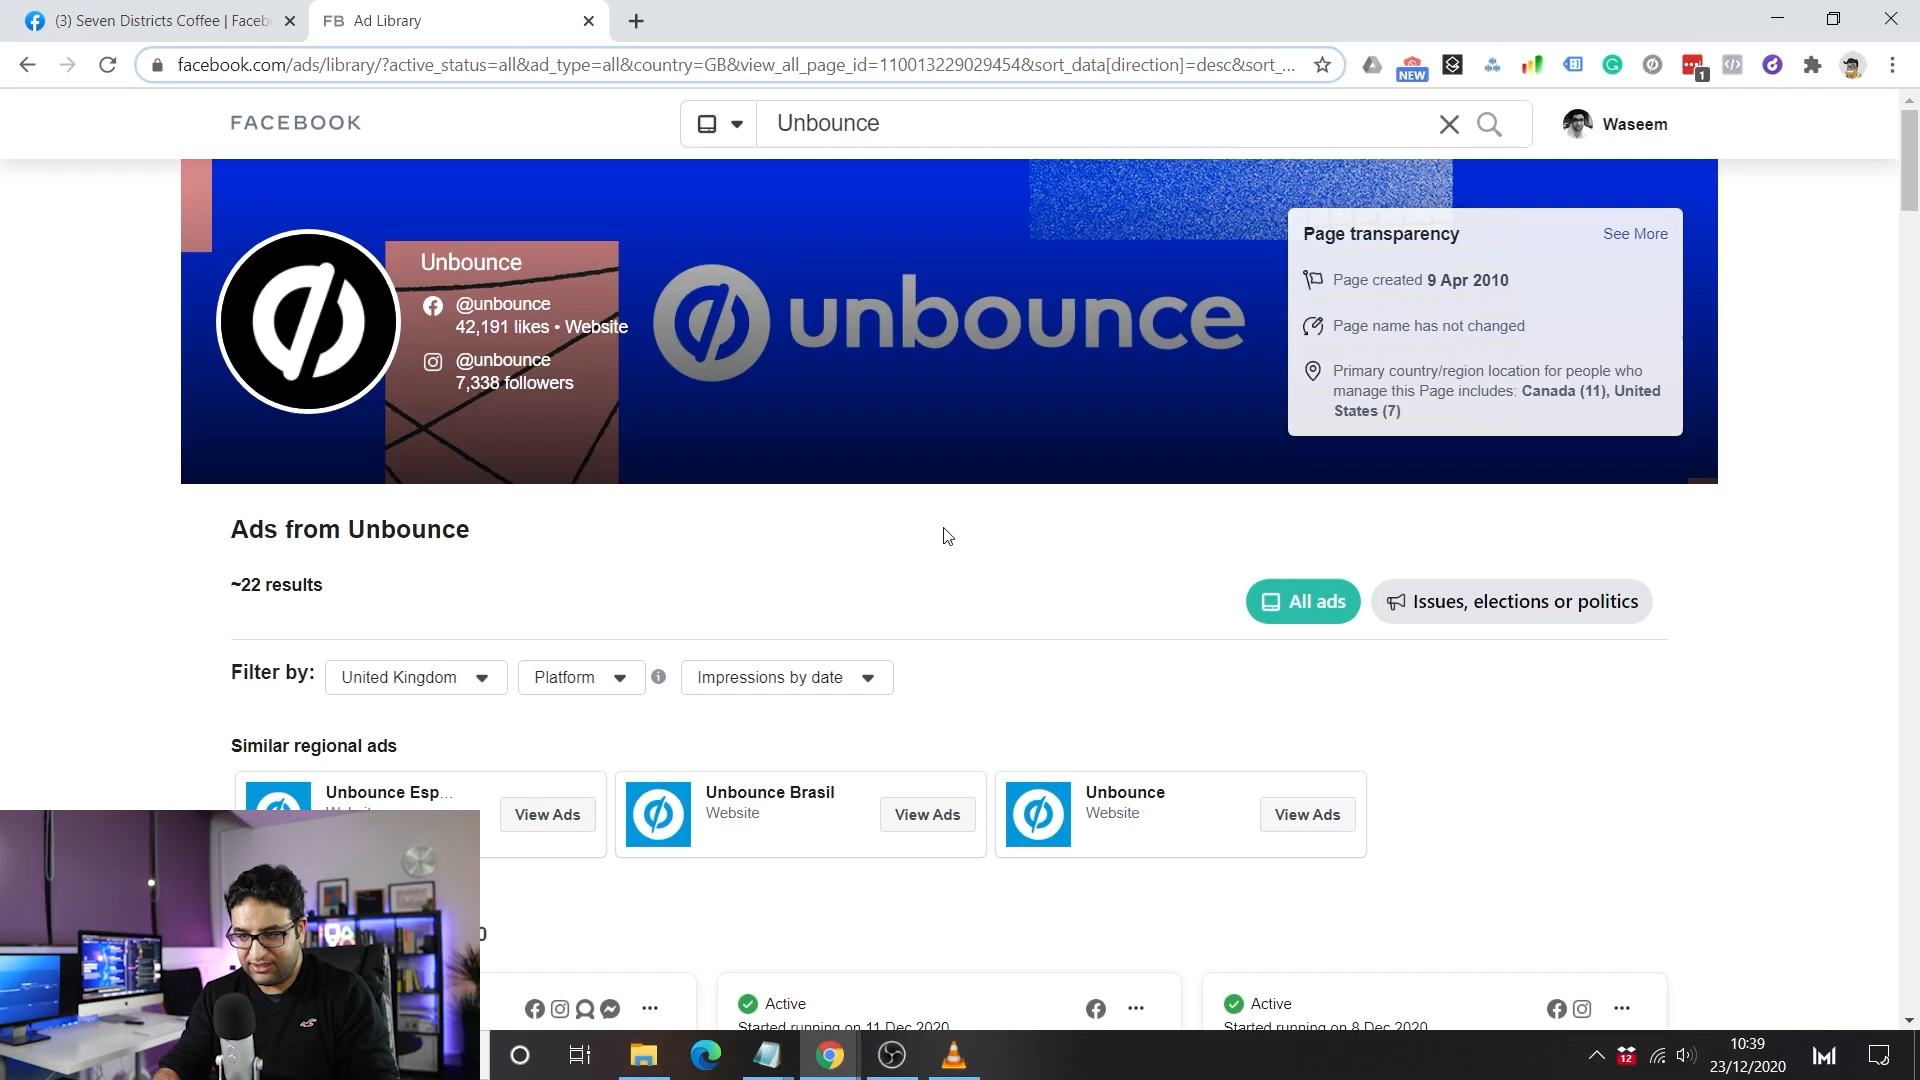 (3) Seven Districts Coffee | Faceb
FB Ad Library
facebook.com/ads/library/?active_status=all&ad_type=all&country=GB&view_all_page_id=110013229029454&sort_data[direction]=desc&sort_...
NEW
1
FACEBOOK
Unbounce
Waseem
Unbounce
@unbounce
42,191 likes • Website
@unbounce
7,338 followers
unbounce
Page transparency
See More
Page created 9 Apr 2010
Page name has not changed
Primary country/region location for people who
manage this Page includes: Canada (11), United
States (7)
Ads from Unbounce
~22 results
All ads
Issues, elections or politics
Filter by:
United Kingdom
Platform
Impressions by date
Similar regional ads
Unbounce Esp...
View Ads
Unbounce Brasil
Website
View Ads
Unbounce
Website
View Ads
Active
Started running on 11 Dec 2020
Active
Started running on 8 Dec 2020
12
10:39
23/12/2020